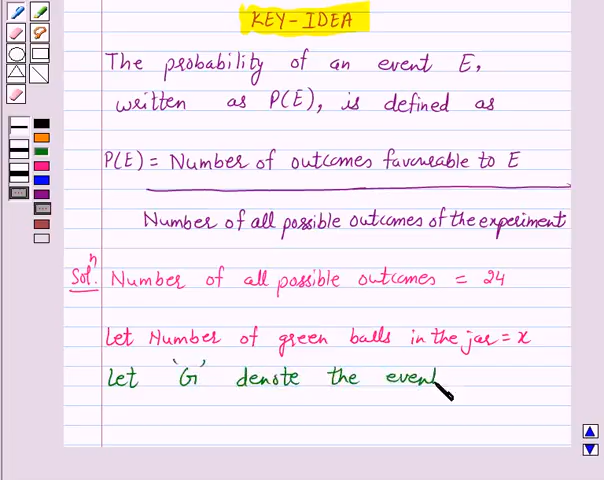 KEY-IDEA
The probability of an event E,
written as P(E), is defined as
P(E) = Number of outcomes favourable to E
Number of all possible outcomes of the experiment
Solⁿ. Number of all possible outcomes = 24
Let Number of green balls in the jar = x
Let 'G' denote the event